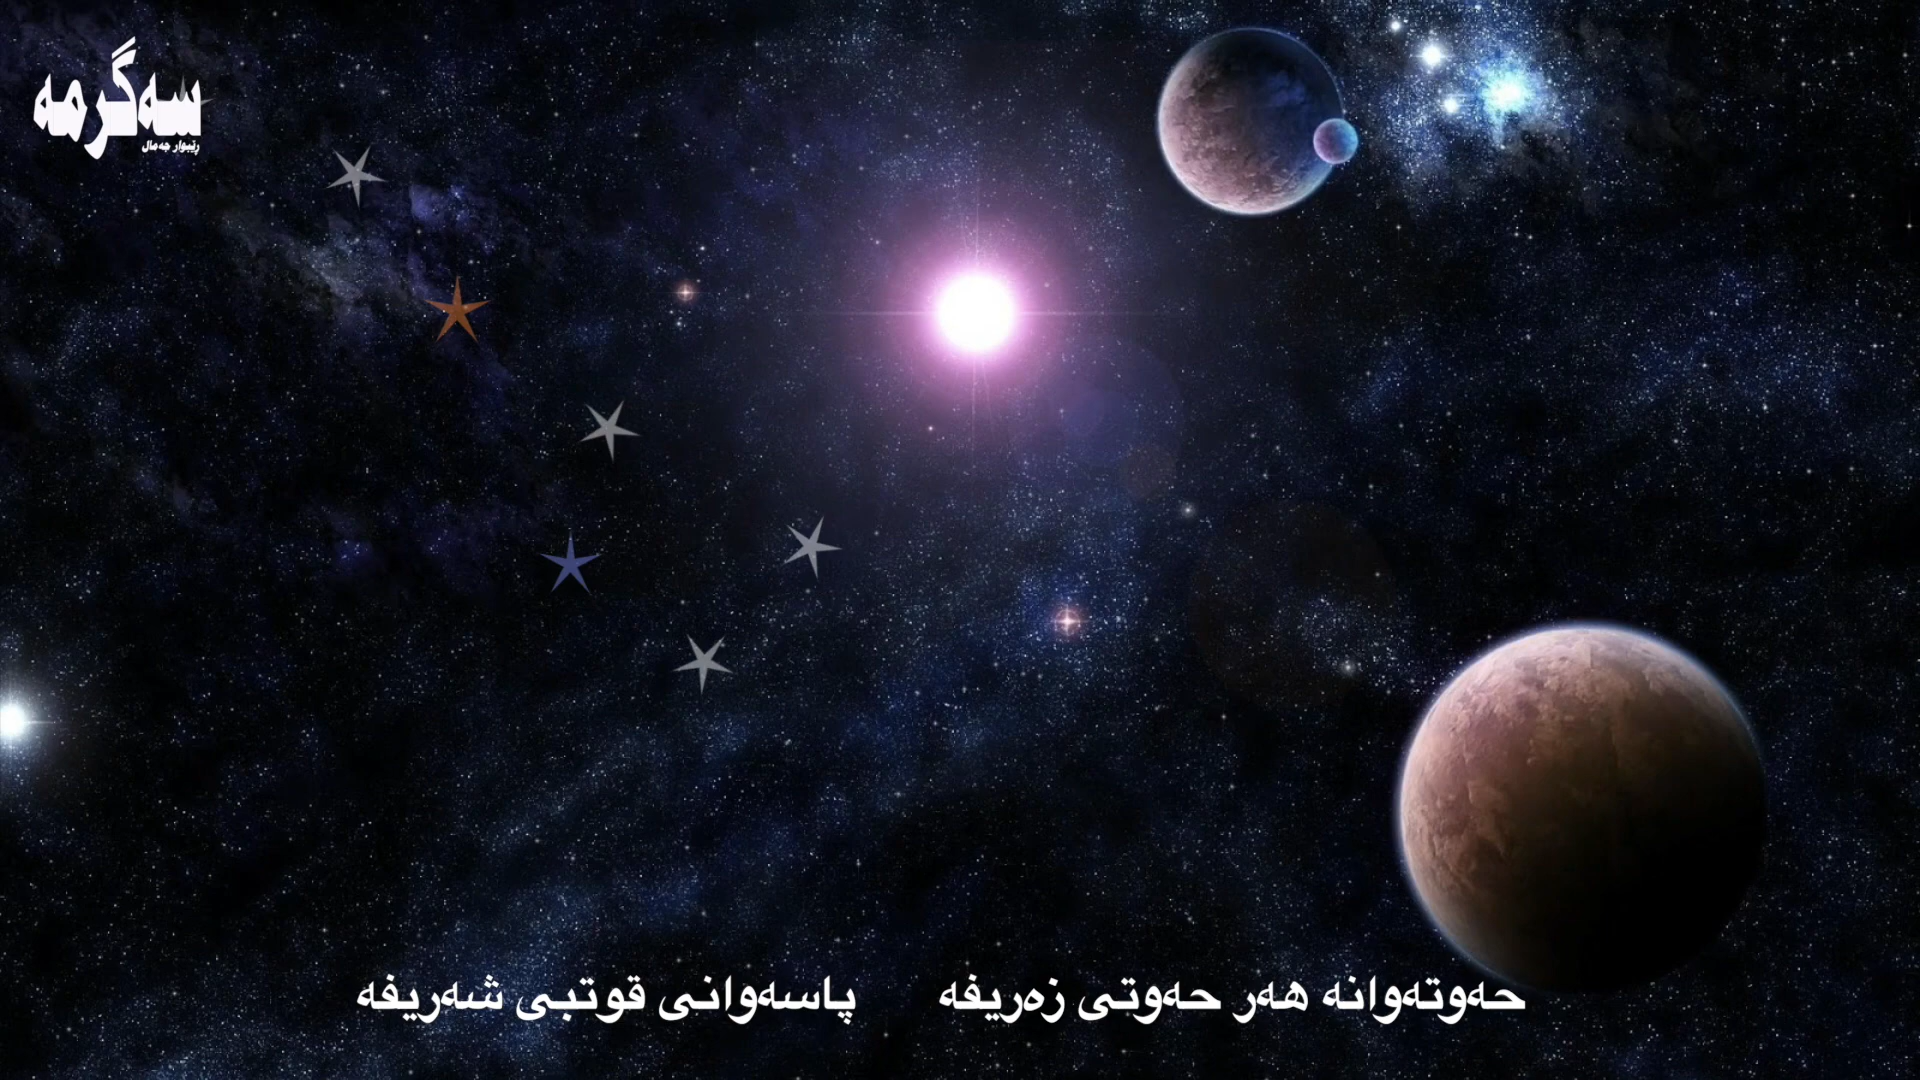 سەگرمە
ڕێبوار جەمال
حەوتەوانە هەر حەوتی زەریفە پاسەوانی قوتبی شەریفە